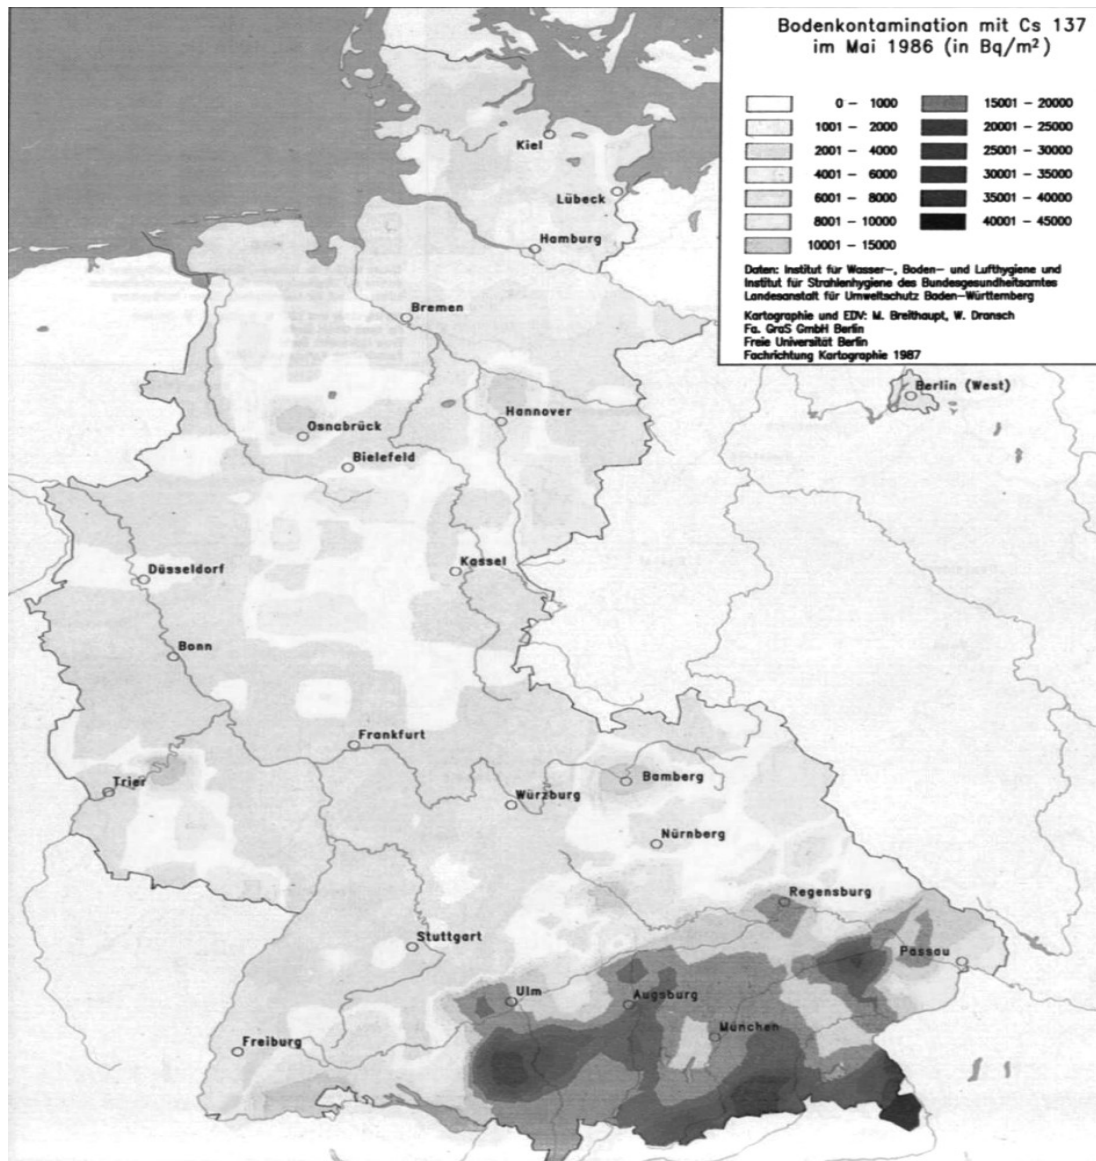 Bodenkontamination mit Cs 137
im Mai 1986 (in Bq/m²)
0 – 1000
1001 – 2000
2001 – 4000
4001 – 6000
6001 – 8000
8001 – 10000
10001 – 15000
15001 – 20000
20001 – 25000
25001 – 30000
30001 – 35000
35001 – 40000
40001 – 45000
Daten: Institut für Wasser–, Boden– und Lufthygiene und
Institut für Strahlenhygiene des Bundesgesundheitsamtes
Landesanstalt für Umweltschutz Baden–Württemberg
Kartographie und EDV: M. Breithaupt, W. Dransch
Fa. GraS GmbH Berlin
Freie Universität Berlin
Fachrichtung Kartographie 1987
Kiel
Lübeck
Hamburg
Bremen
Berlin (West)
Hannover
Osnabrück
Bielefeld
Kassel
Düsseldorf
Bonn
Frankfurt
Trier
Bamberg
Würzburg
Nürnberg
Regensburg
Stuttgart
Passau
Ulm
Augsburg
München
Freiburg